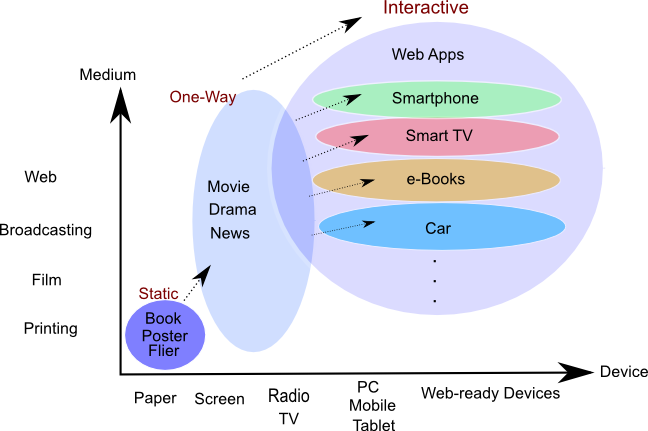 Interactive
Web Apps
Medium
One-Way
Smartphone
Smart TV
Web
Movie
Drama
News
e-Books
Broadcasting
Car
Film
Static
Printing
Book
Poster
Flier
Device
Paper
Screen
Radio
TV
PC
Mobile
Tablet
Web-ready Devices